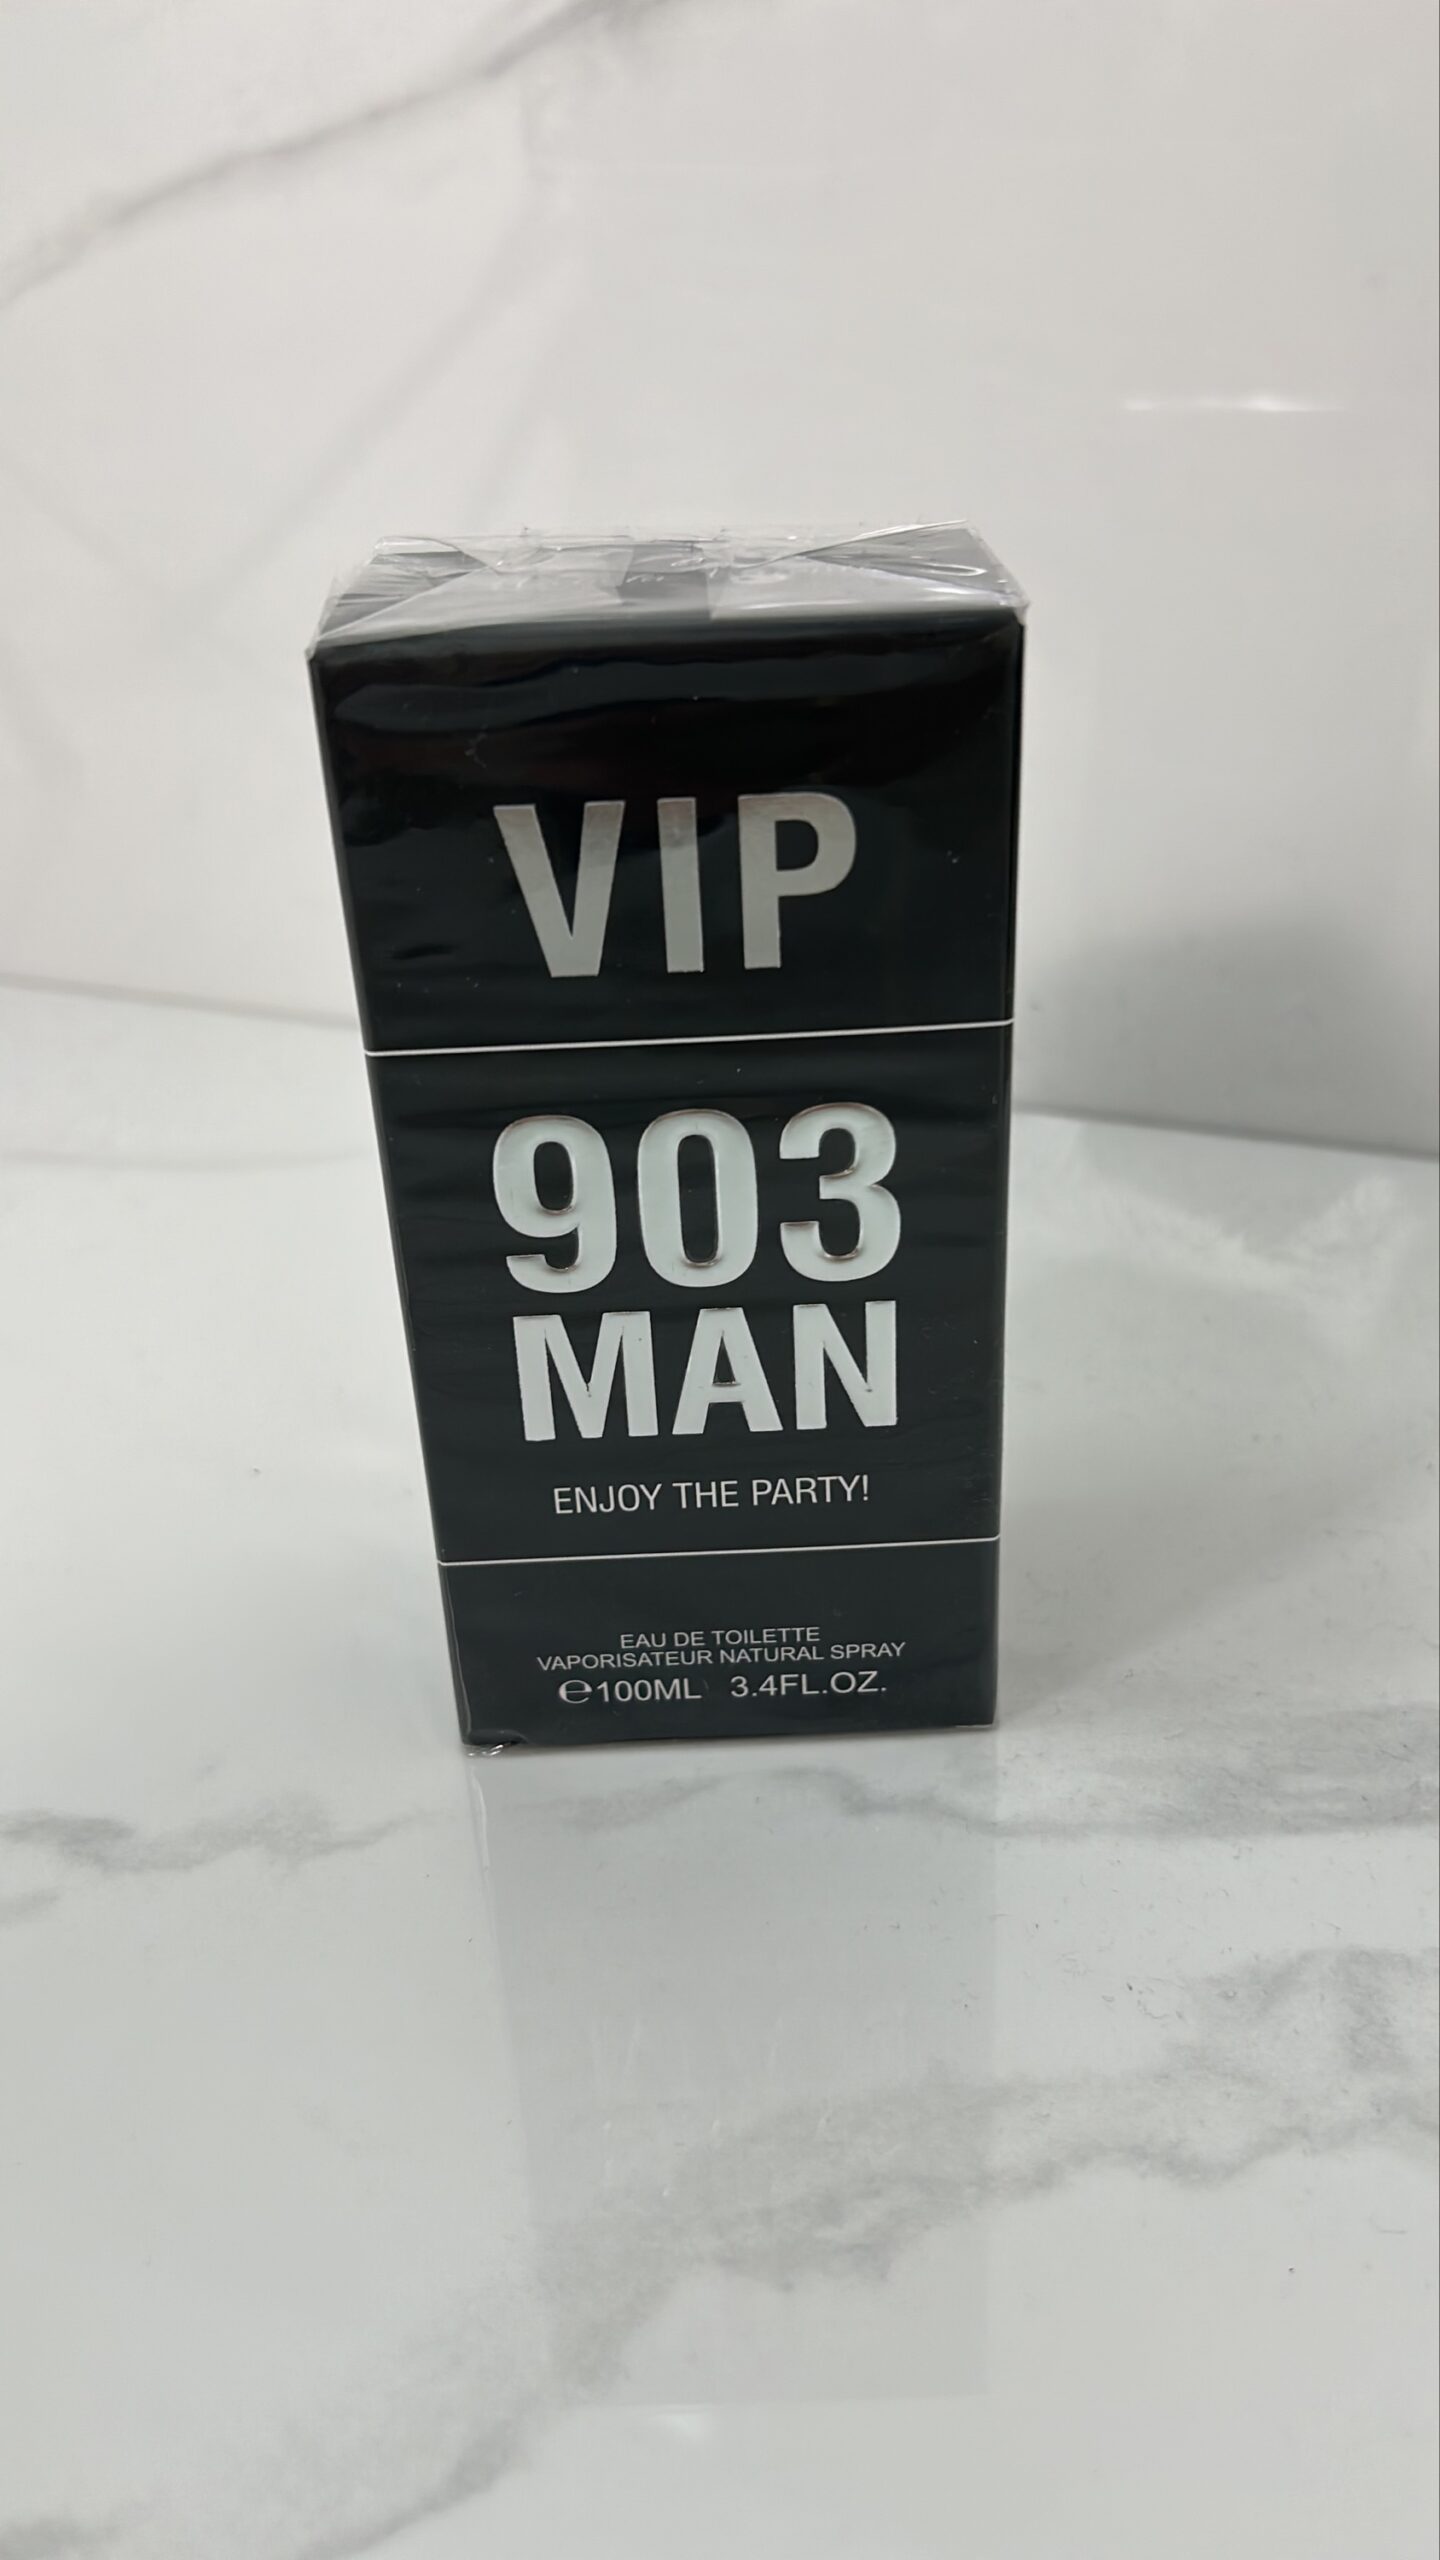 VIP
903
MAN
ENJOY THE PARTY!
EAU DE TOILETTE
VAPORISATEUR NATURAL SPRAY
℮100ML 3.4FL.OZ.